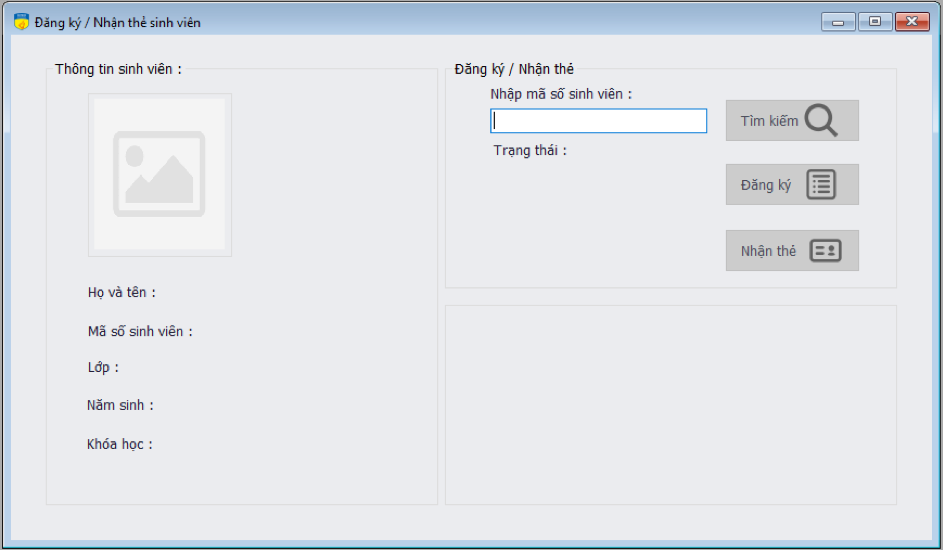 Đăng ký / Nhận thẻ sinh viên
Thông tin sinh viên :
Họ và tên :
Mã số sinh viên :
Lớp :
Năm sinh :
Khóa học :
Đăng ký / Nhận thẻ
Nhập mã số sinh viên :
Trạng thái :
Tìm kiếm
Đăng ký
Nhận thẻ